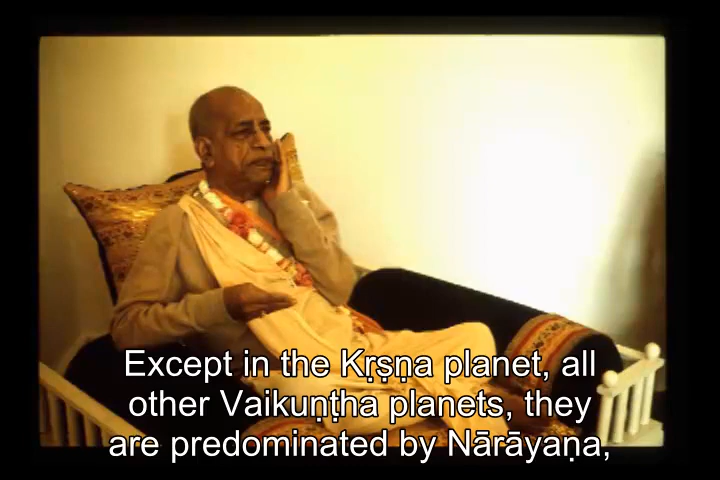 Except in the Kṛṣṇa planet, all
other Vaikuṇṭha planets, they
are predominated by Nārāyaṇa,